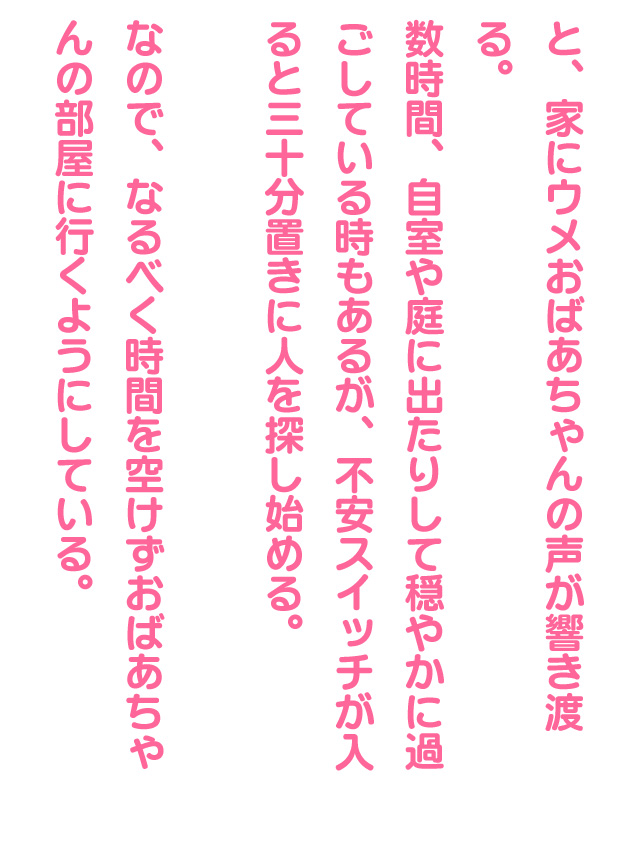 と、家にウメおばあちゃんの声が響き渡
る。
数時間、自室や庭に出たりして穏やかに過
ごしている時もあるが、不安スイッチが入
ると三十分置きに人を探し始める。
なので、なるべく時間を空けずおばあちゃ
んの部屋に行くようにしている。